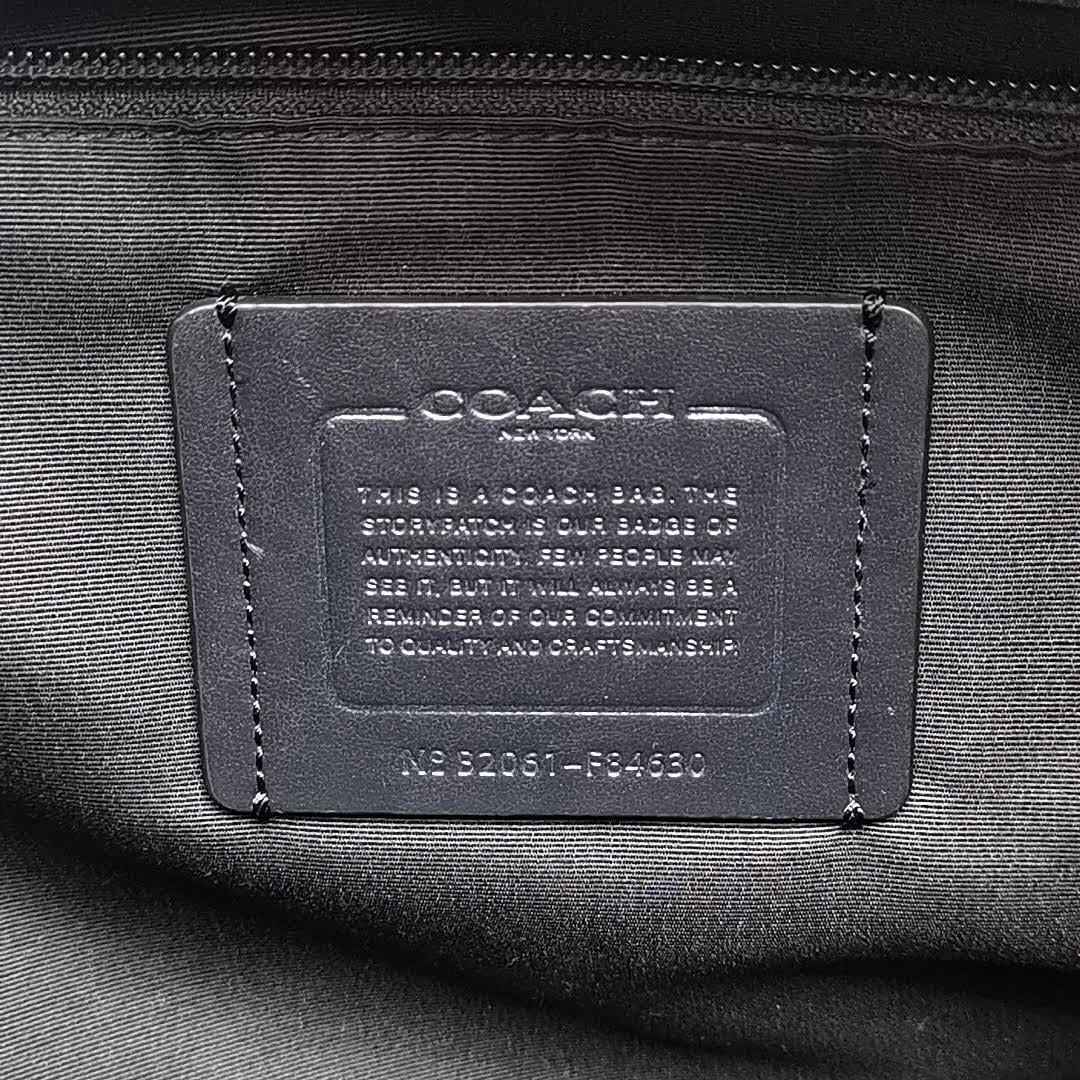 COACH
NEW YORK
THIS IS A COACH BAG. THE
STORYPATCH IS OUR BADGE OF
AUTHENTICITY. FEW PEOPLE MAY
SEE IT, BUT IT WILL ALWAYS BE A
REMINDER OF OUR COMMITMENT
TO QUALITY AND CRAFTSMANSHIP.
Nº B2061-F84630